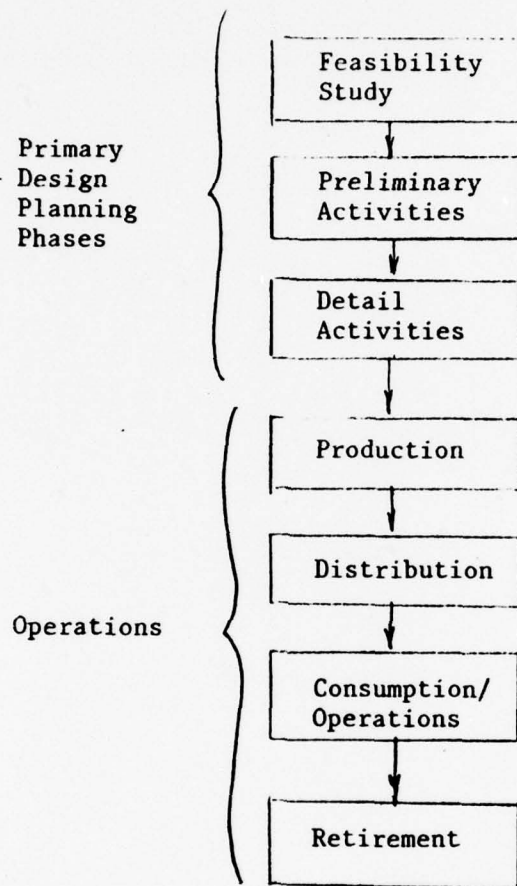 Primary
Design
Planning
Phases
Feasibility
Study
Preliminary
Activities
Detail
Activities
Operations
Production
Distribution
Consumption/
Operations
Retirement